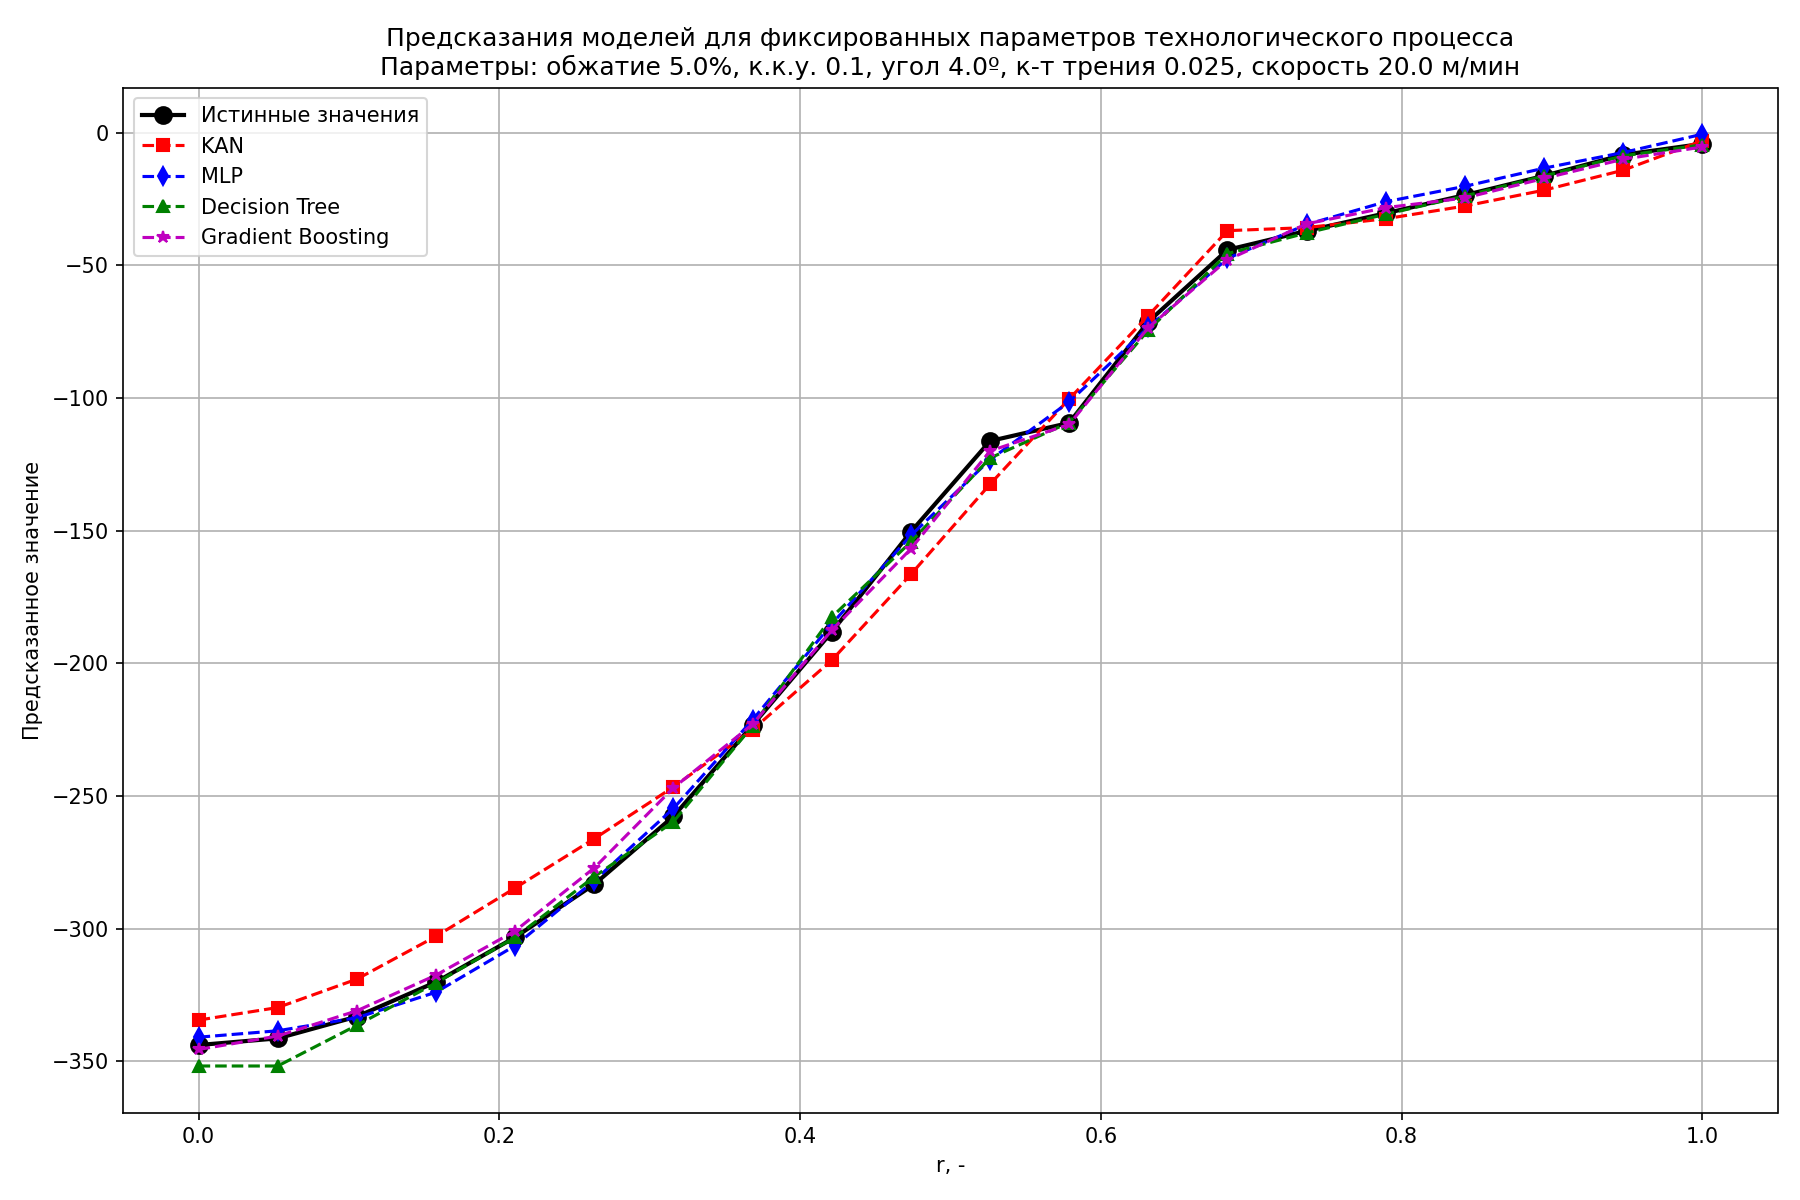 Предсказания моделей для фиксированных параметров технологического процесса
Параметры: обжатие 5.0%, к.к.у. 0.1, угол 4.0º, к-т трения 0.025, скорость 20.0 м/мин
Истинные значения
KAN
MLP
Decision Tree
Gradient Boosting
Предсказанное значение
0
−50
−100
−150
−200
−250
−300
−350
0.0 0.2 0.4 0.6 0.8 1.0
r, -